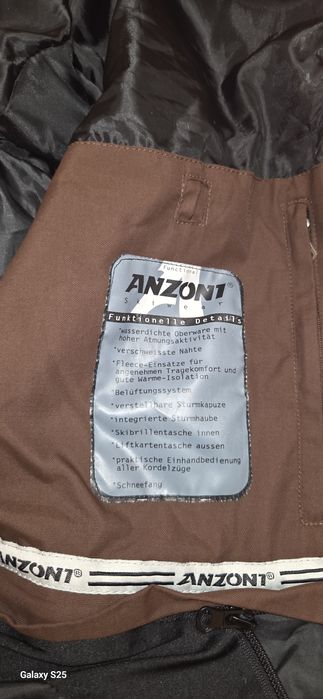 Functional
ANZONI®
Skiwear
Funktionelle Details
*wasserdichte Oberware mit
hoher Atmungsaktivität
*verschweisste Nähte
*Fleece-Einsätze für
angenehmen Tragekomfort und
gute Wärme-Isolation
*Belüftungssystem
*verstellbare Sturmkapuze
*integrierte Sturmhaube
*Skibrillentasche innen
*Liftkartentasche aussen
*praktische Einhandbedienung
aller Kordelzüge
*Schneefang
ANZONI® ANZONI®
Galaxy S25